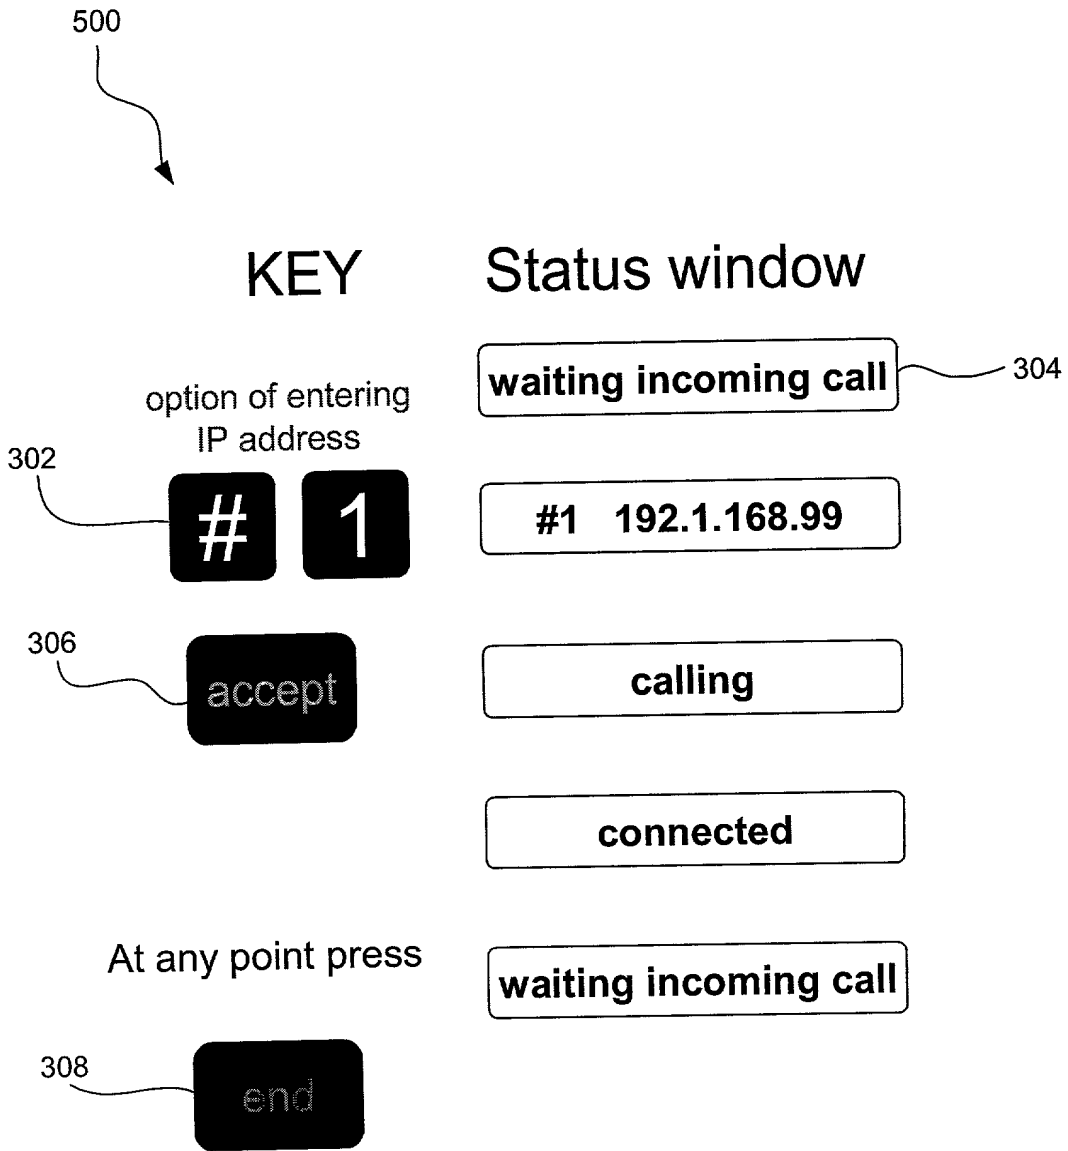 500
KEY Status window
waiting incoming call 304
option of entering
IP address
302
# 1 #1 192.1.168.99
306
accept calling
connected
At any point press waiting incoming call
308
end